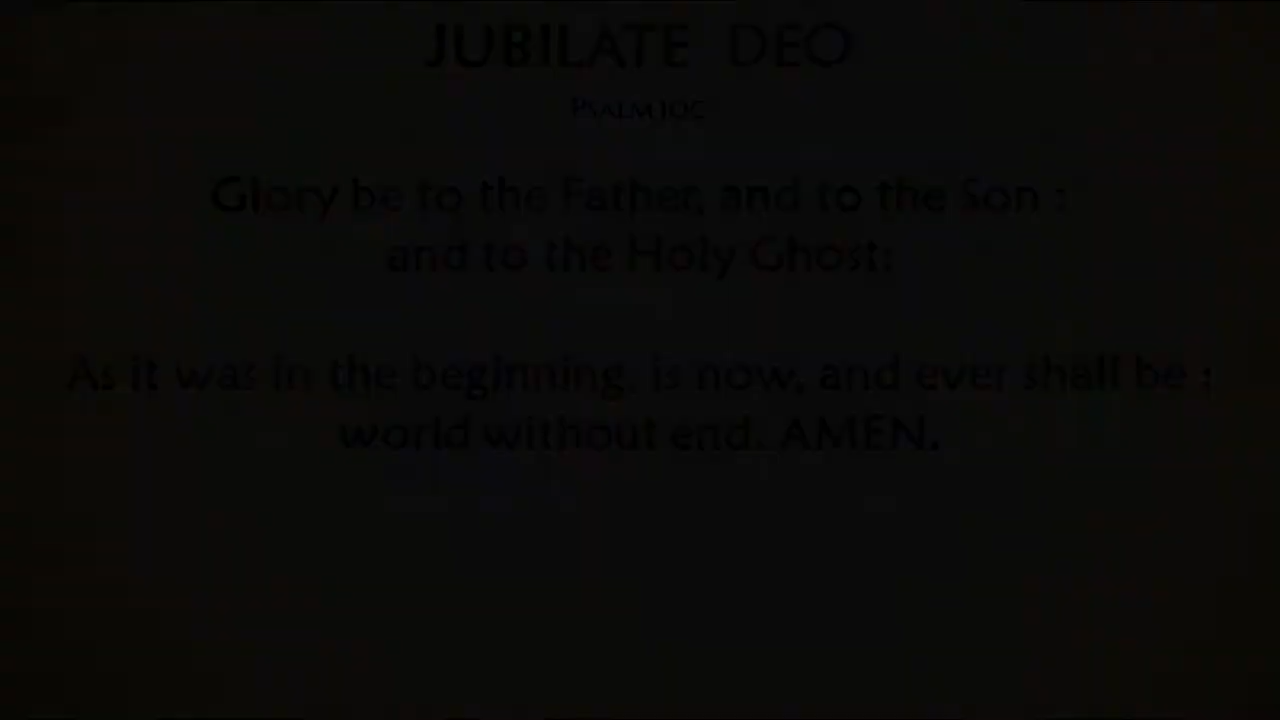 JUBILATE DEO
PSALM 100
Glory be to the Father, and to the Son :
and to the Holy Ghost:
As it was in the beginning, is now, and ever shall be :
world without end. AMEN.